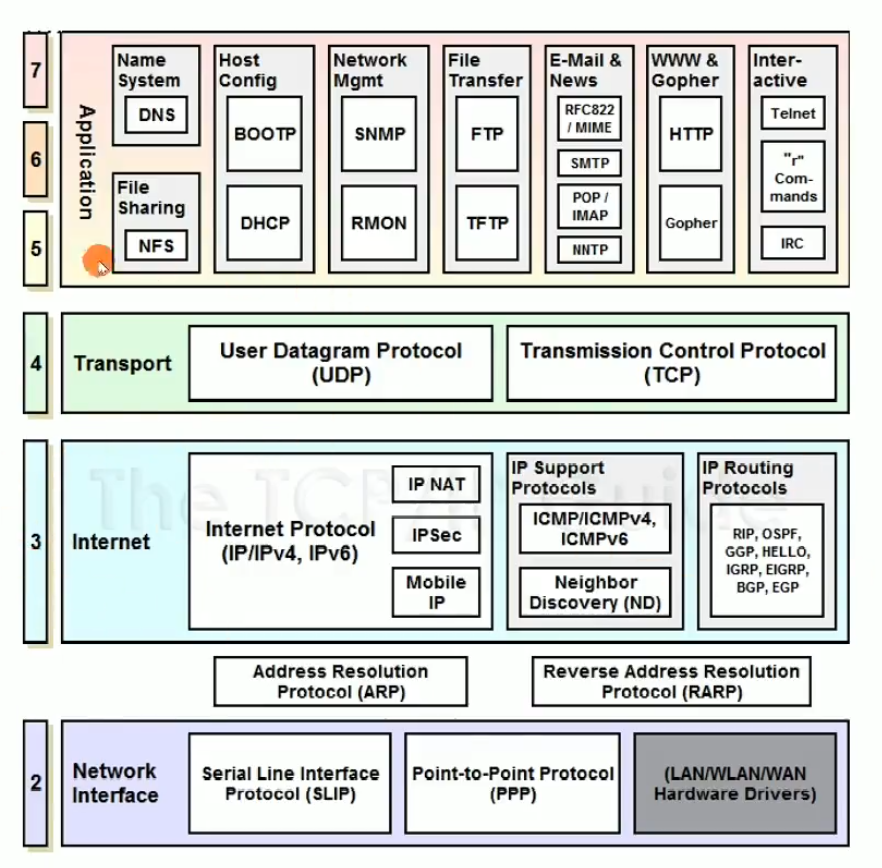 7
6
5
Application
Name
System
DNS
File
Sharing
NFS
Host
Config
BOOTP
DHCP
Network
Mgmt
SNMP
RMON
File
Transfer
FTP
TFTP
E-Mail &
News
RFC822
/ MIME
SMTP
POP /
IMAP
NNTP
WWW &
Gopher
HTTP
Gopher
Inter-
active
Telnet
"r"
Com-
mands
IRC
4
Transport
User Datagram Protocol
(UDP)
Transmission Control Protocol
(TCP)
3
Internet
The TCP/IP Guide
Internet Protocol
(IP/IPv4, IPv6)
IP NAT
IPSec
Mobile
IP
IP Support
Protocols
ICMP/ICMPv4,
ICMPv6
Neighbor
Discovery (ND)
IP Routing
Protocols
RIP, OSPF,
GGP, HELLO,
IGRP, EIGRP,
BGP, EGP
Address Resolution
Protocol (ARP)
Reverse Address Resolution
Protocol (RARP)
2
Network
Interface
Serial Line Interface
Protocol (SLIP)
Point-to-Point Protocol
(PPP)
(LAN/WLAN/WAN
Hardware Drivers)